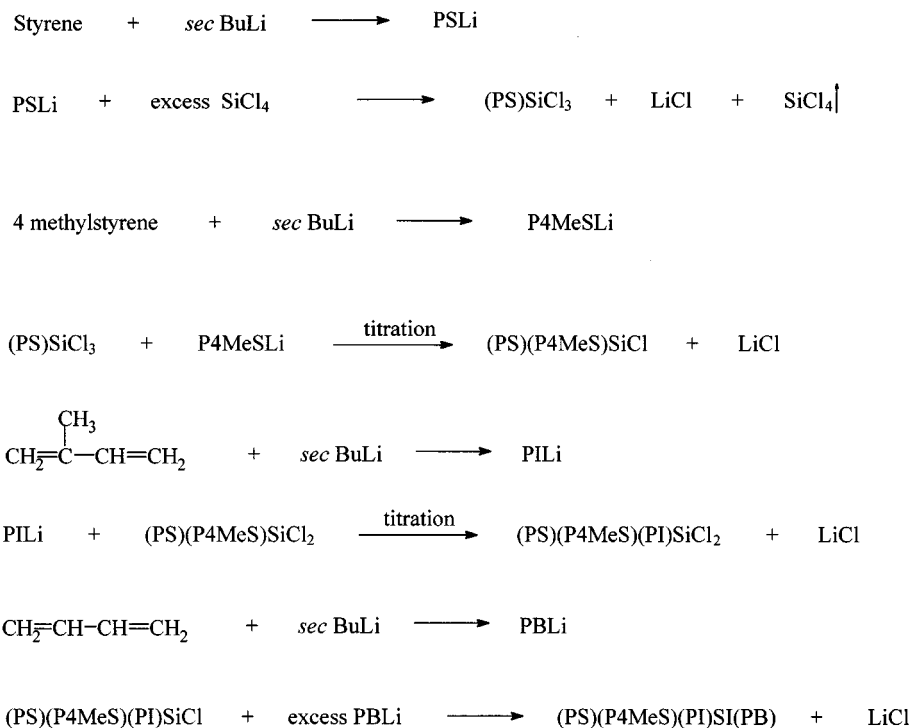 Styrene + sec BuLi ⟶ PSLi
PSLi + excess SiCl₄ ⟶ (PS)SiCl₃ + LiCl + SiCl₄↑
4 methylstyrene + sec BuLi ⟶ P4MeSLi
titration
(PS)SiCl₃ + P4MeSLi ⟶ (PS)(P4MeS)SiCl + LiCl
CH₃
CH₂=C−CH=CH₂ + sec BuLi ⟶ PILi
titration
PILi + (PS)(P4MeS)SiCl₂ ⟶ (PS)(P4MeS)(PI)SiCl₂ + LiCl
CH₂=CH−CH=CH₂ + sec BuLi ⟶ PBLi
(PS)(P4MeS)(PI)SiCl + excess PBLi ⟶ (PS)(P4MeS)(PI)SI(PB) + LiCl